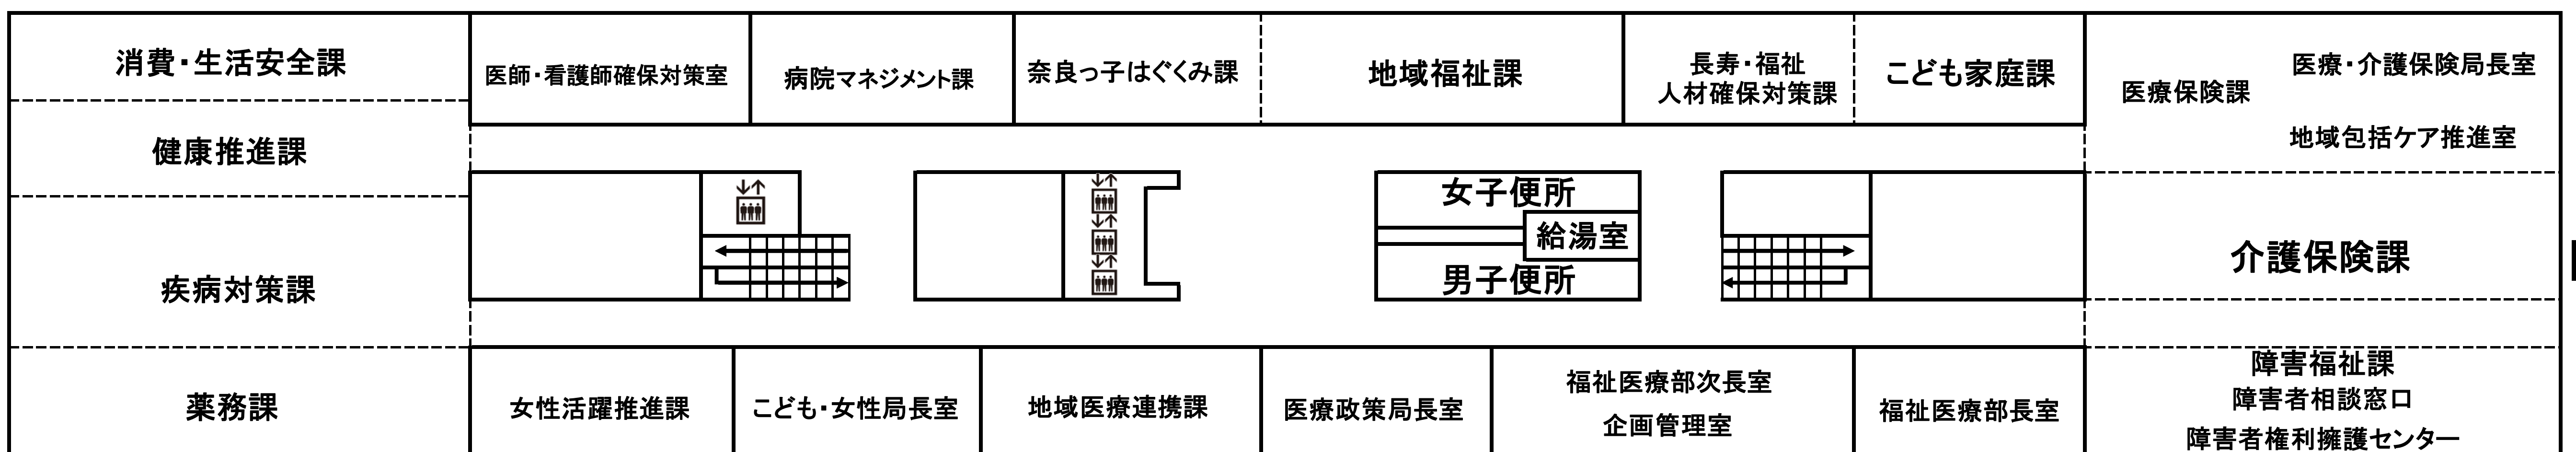 消費・生活安全課
医師・看護師確保対策室
病院マネジメント課
奈良っ子はぐくみ課
地域福祉課
長寿・福祉
人材確保対策課
こども家庭課
医療保険課
医療・介護保険局長室
地域包括ケア推進室
健康推進課
疾病対策課
女子便所
給湯室
男子便所
介護保険課
薬務課
女性活躍推進課
こども・女性局長室
地域医療連携課
医療政策局長室
福祉医療部次長室
企画管理室
福祉医療部長室
障害福祉課
障害者相談窓口
障害者権利擁護センター